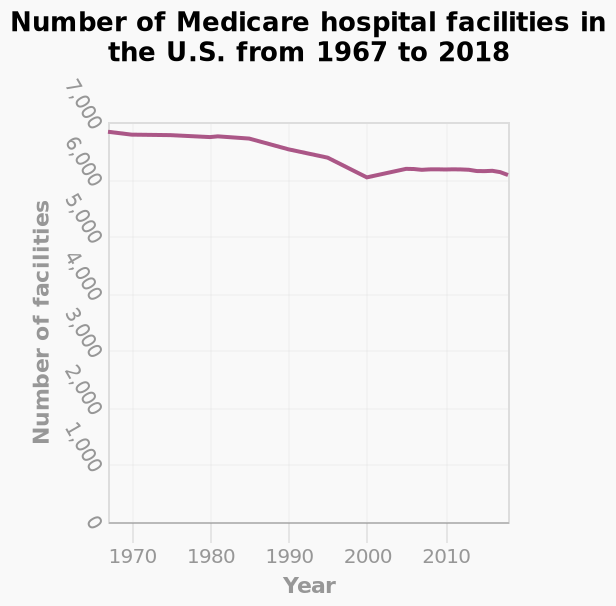 Number of Medicare hospital facilities in
the U.S. from 1967 to 2018
7,000
6,000
5,000
4,000
3,000
2,000
1,000
0
Number of facilities
1970 1980 1990 2000 2010
Year